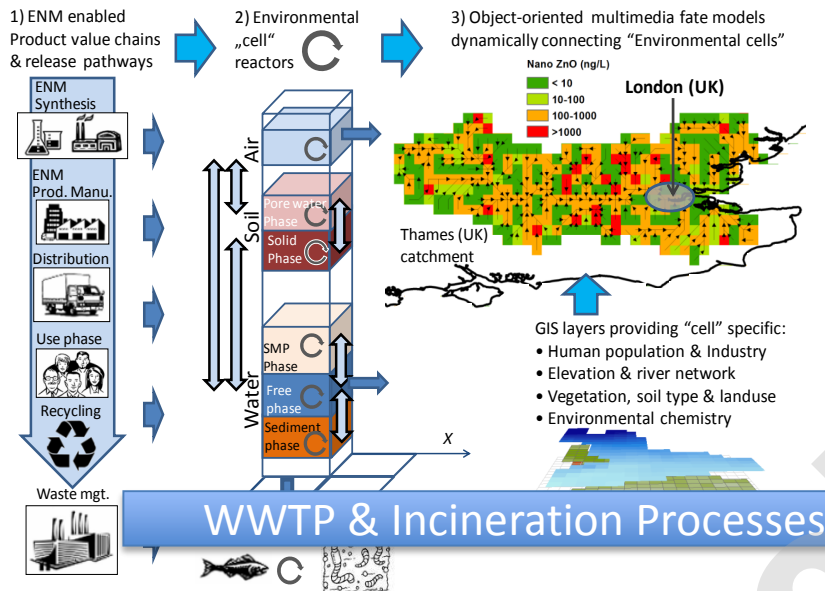 1) ENM enabled
Product value chains
& release pathways
2) Environmental
„cell“
reactors
3) Object-oriented multimedia fate models
dynamically connecting “Environmental cells”
ENM
Synthesis
ENM
Prod. Manu.
Distribution
Use phase
Recycling
Waste mgt.
Air
Soil
Water
Pore water
Phase
Solid
Phase
SMP
Phase
Free
phase
Sediment
phase
X
Nano ZnO (ng/L)
< 10
10-100
100-1000
>1000
London (UK)
Thames (UK)
catchment
GIS layers providing “cell” specific:
• Human population & Industry
• Elevation & river network
• Vegetation, soil type & landuse
• Environmental chemistry
WWTP & Incineration Processes